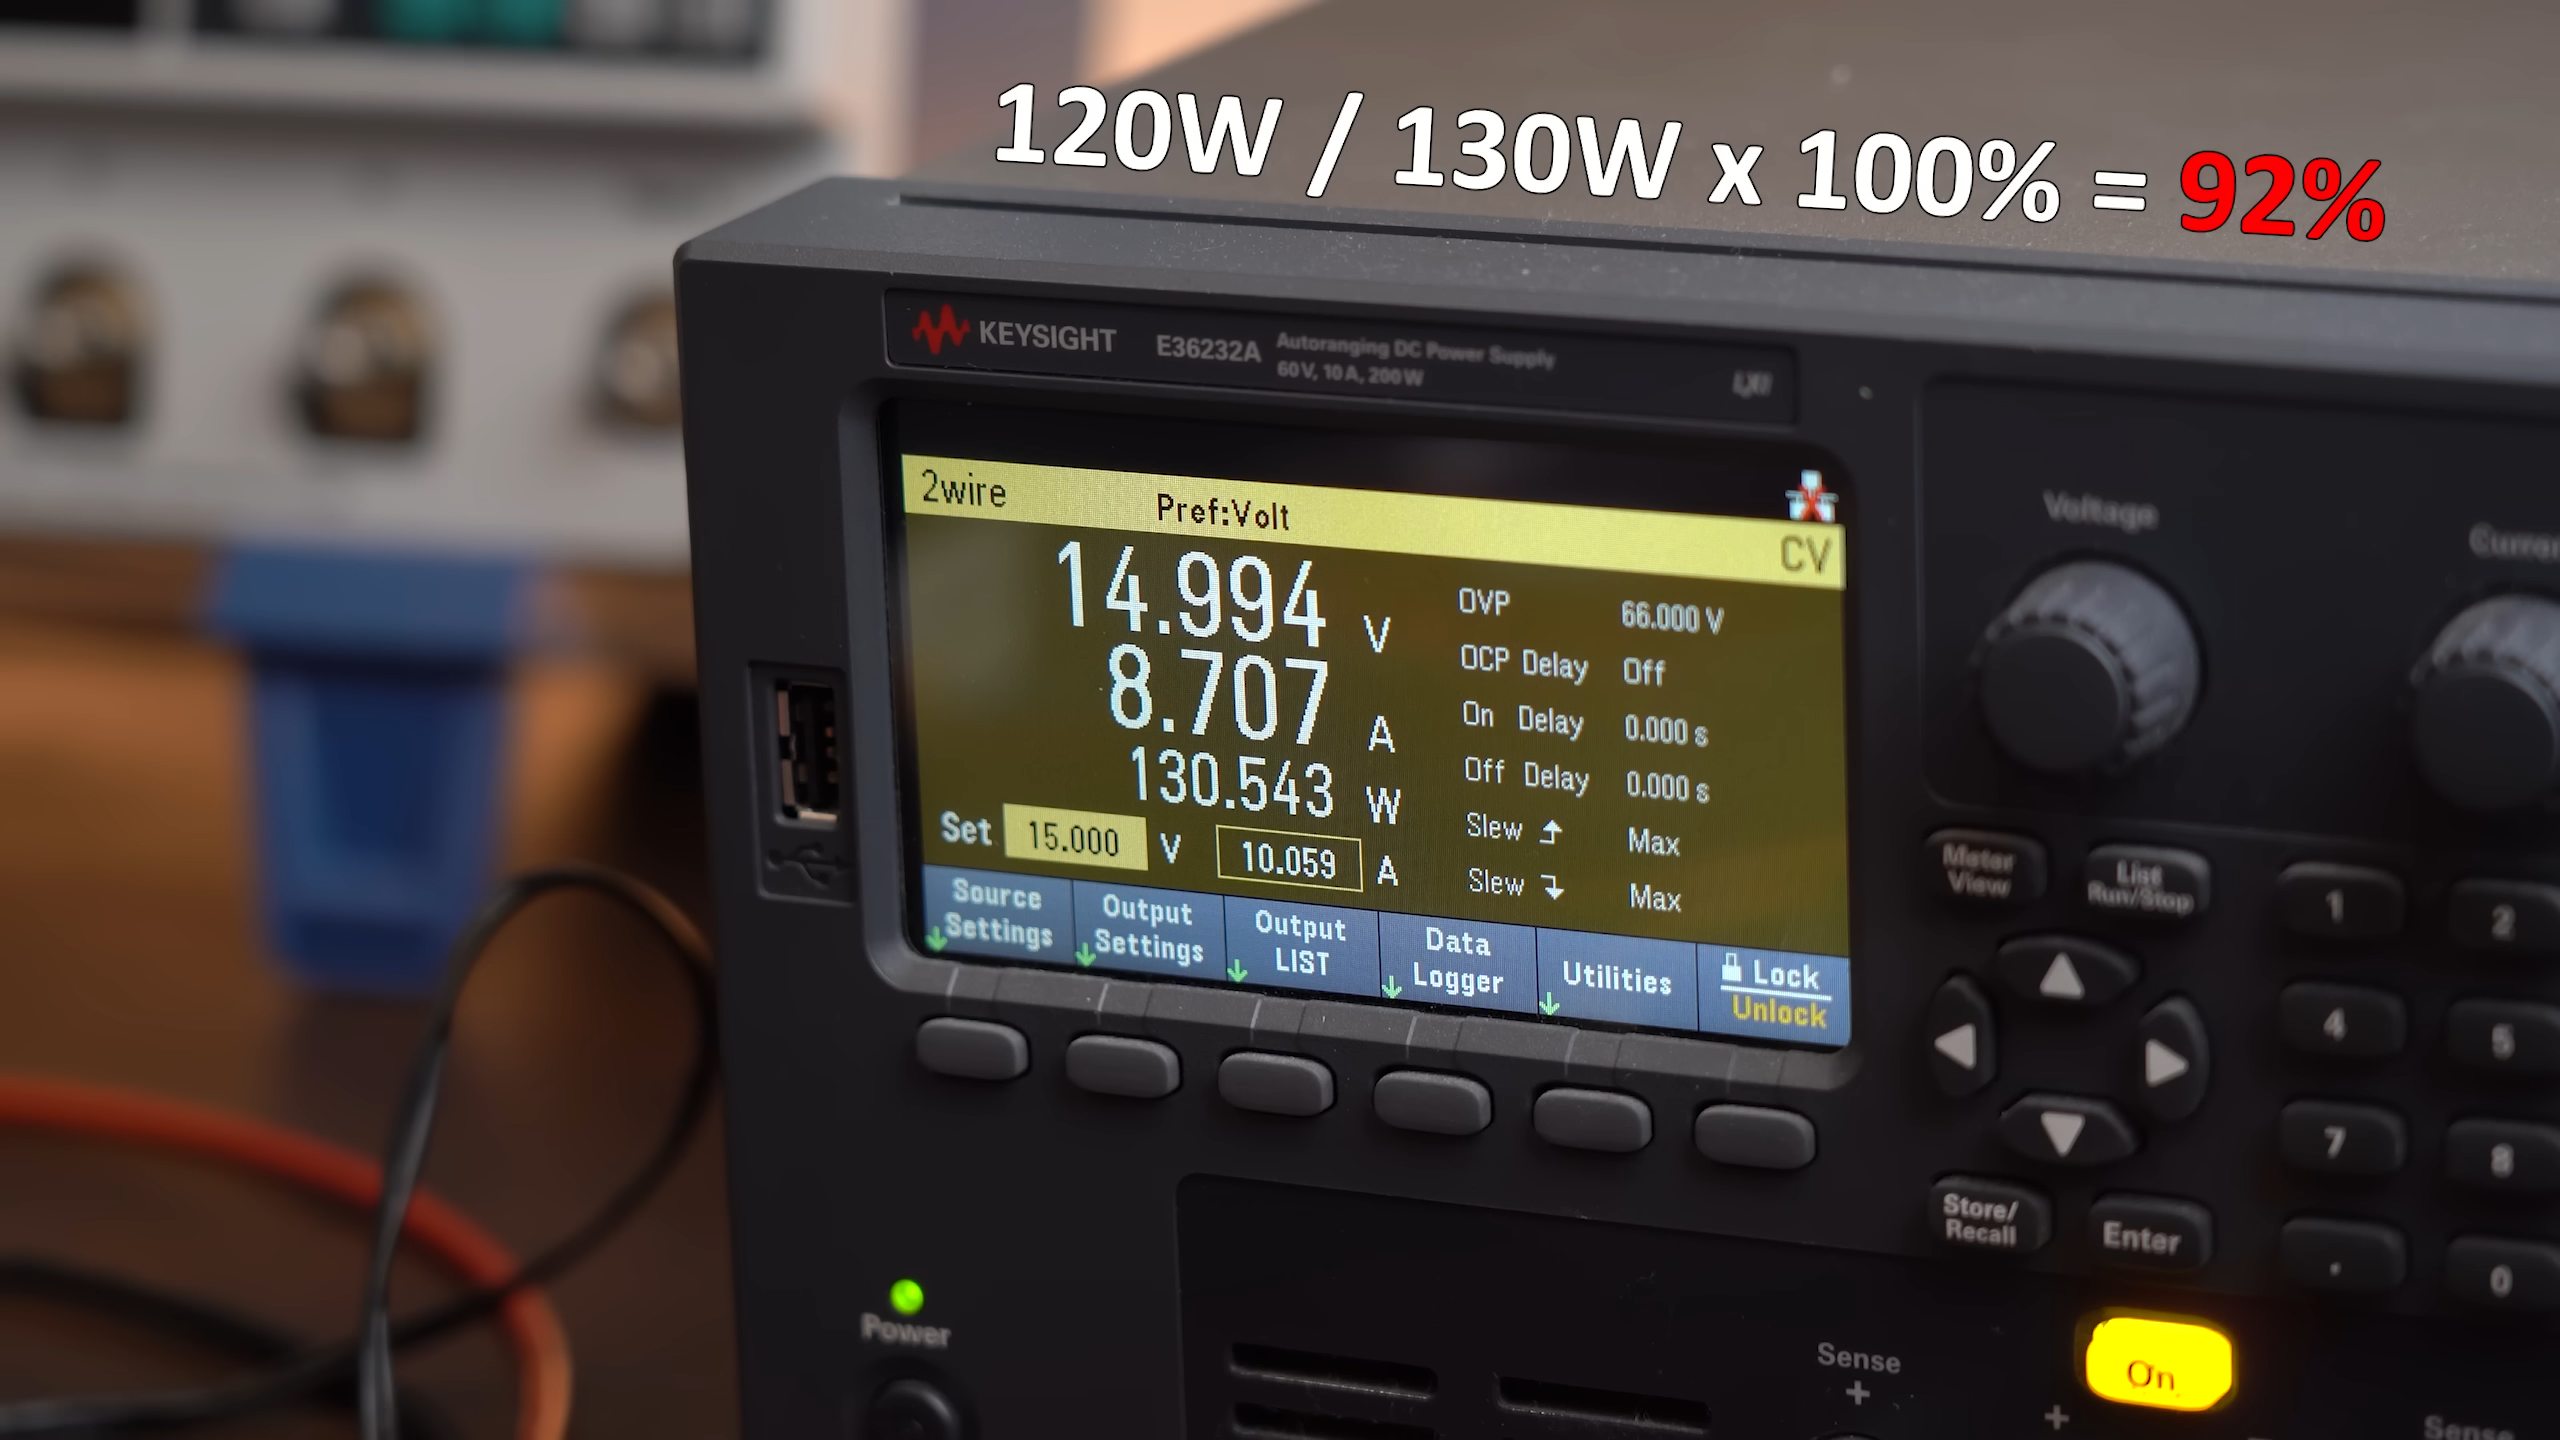 120W / 130W x 100% = 92%
KEYSIGHT E36232A Autoranging DC Power Supply
60V, 10A, 200W
LXI
2wire Pref:Volt CV
14.994 V
8.707 A
130.543 W
Set 15.000 V 10.059 A
OVP 66.000 V
OCP Delay Off
On Delay 0.000 s
Off Delay 0.000 s
Slew Max
Slew Max
Source Settings
Output Settings
Output LIST
Data Logger
Utilities
Lock
Unlock
Voltage
Meter View
List Run/Stop
1 2
4 5
7 8
. 0
Store/ Recall
Enter
Power
Sense
+
On
+
Sense